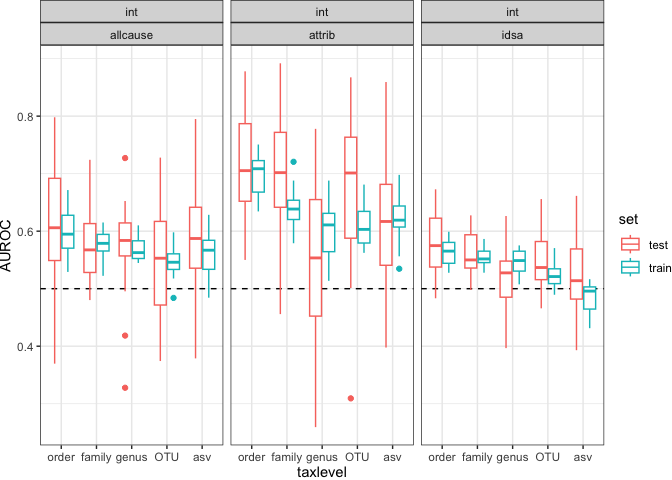 int int int
allcause attrib idsa
AUROC
0.8
0.6
0.4
order family genus OTU asv order family genus OTU asv order family genus OTU asv
taxlevel
set
test
train